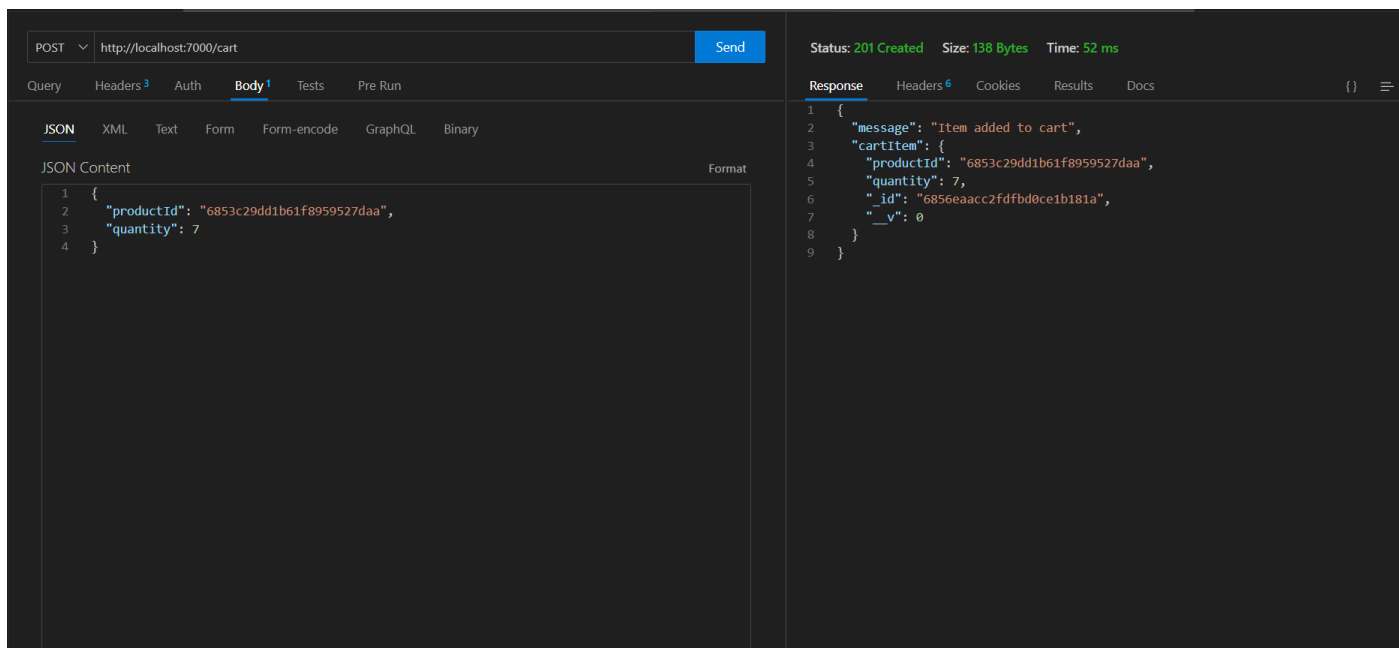 POST http://localhost:7000/cart Send
Query Headers 3 Auth Body 1 Tests Pre Run
JSON XML Text Form Form-encode GraphQL Binary
JSON Content Format
1 {
2 "productId": "6853c29dd1b61f8959527daa",
3 "quantity": 7
4 }
Status: 201 Created Size: 138 Bytes Time: 52 ms
Response Headers 6 Cookies Results Docs {}
1 {
2 "message": "Item added to cart",
3 "cartItem": {
4 "productId": "6853c29dd1b61f8959527daa",
5 "quantity": 7,
6 "_id": "6856eaacc2fdfbd0ce1b181a",
7 "__v": 0
8 }
9 }